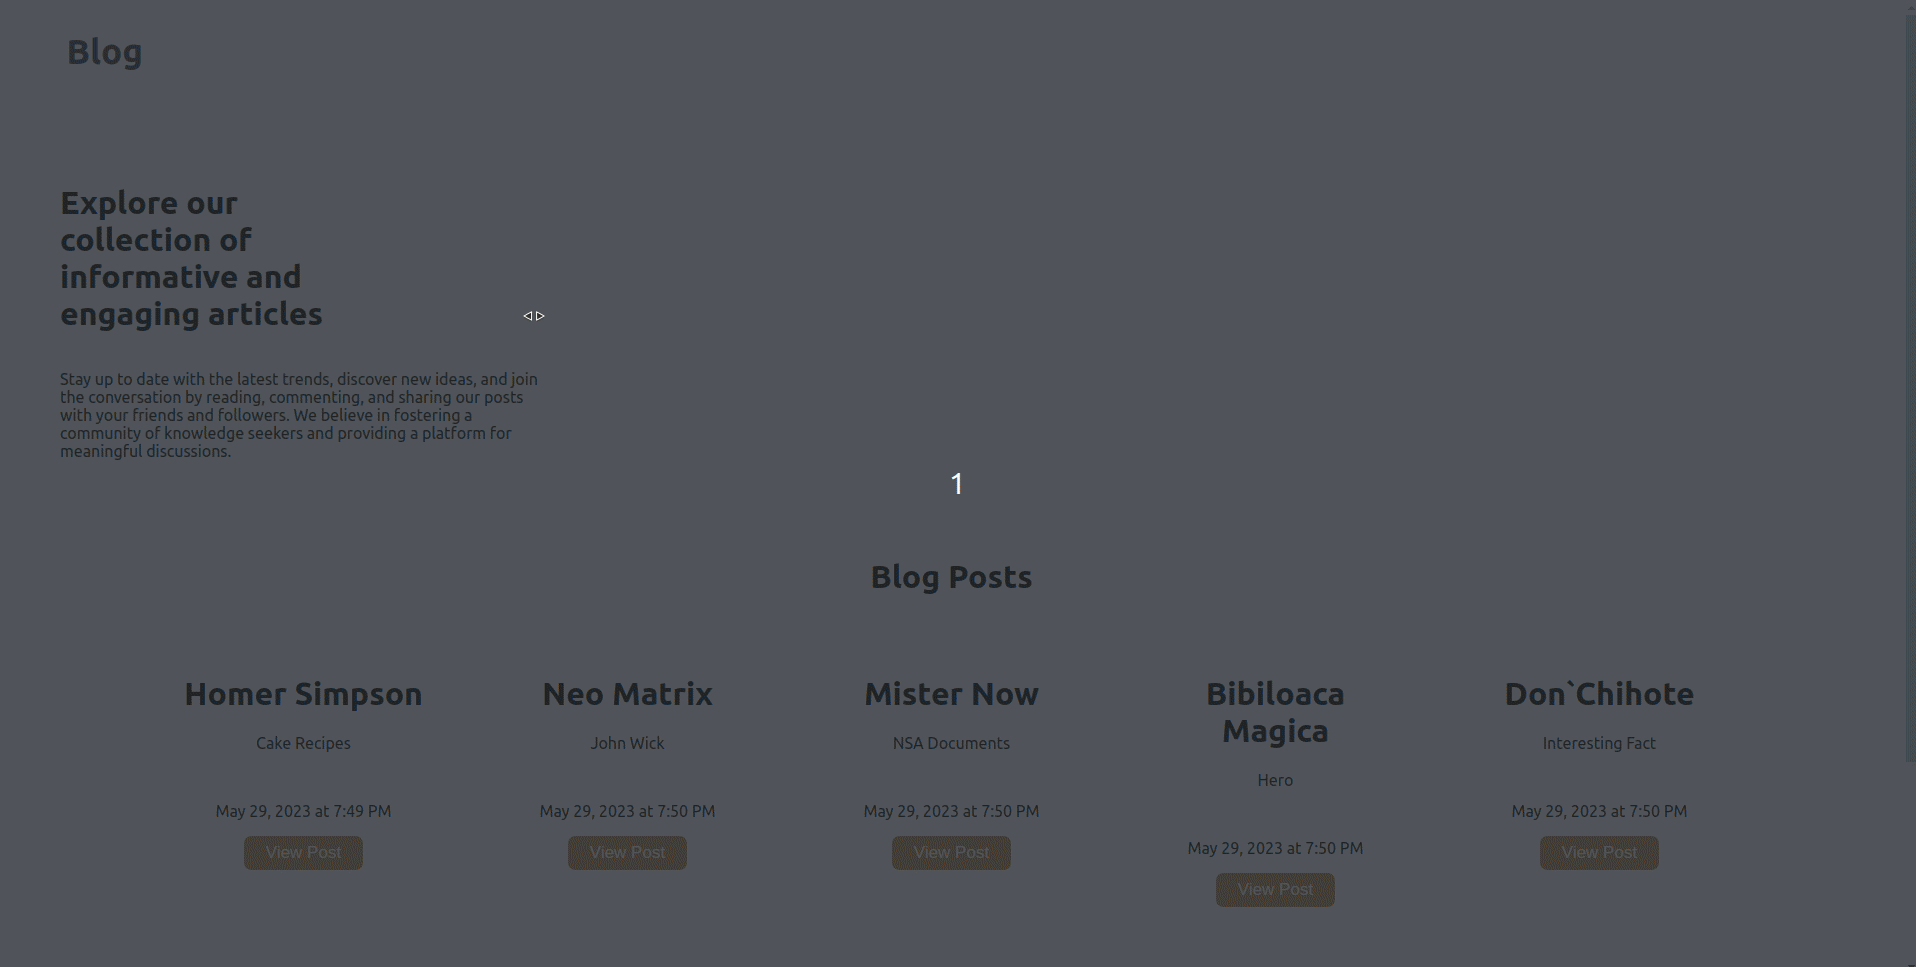 Blog
Explore our
collection of
informative and
engaging articles
Stay up to date with the latest trends, discover new ideas, and join
the conversation by reading, commenting, and sharing our posts
with your friends and followers. We believe in fostering a
community of knowledge seekers and providing a platform for
meaningful discussions.
1
Blog Posts
Homer Simpson
Cake Recipes
May 29, 2023 at 7:49 PM
View Post
Neo Matrix
John Wick
May 29, 2023 at 7:50 PM
View Post
Mister Now
NSA Documents
May 29, 2023 at 7:50 PM
View Post
Bibiloaca
Magica
Hero
May 29, 2023 at 7:50 PM
View Post
Don`Chihote
Interesting Fact
May 29, 2023 at 7:50 PM
View Post